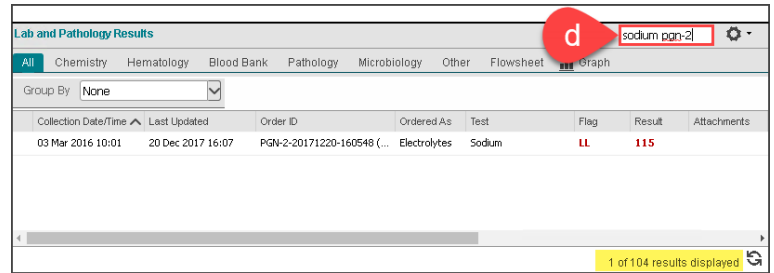 Lab and Pathology Results d sodium pgn-2
All Chemistry Hematology Blood Bank Pathology Microbiology Other Flowsheet Graph
Group By None
Collection Date/Time Last Updated Order ID Ordered As Test Flag Result Attachments
03 Mar 2016 10:01 20 Dec 2017 16:07 PGN-2-20171220-160548 (... Electrolytes Sodium LL 115
1 of 104 results displayed